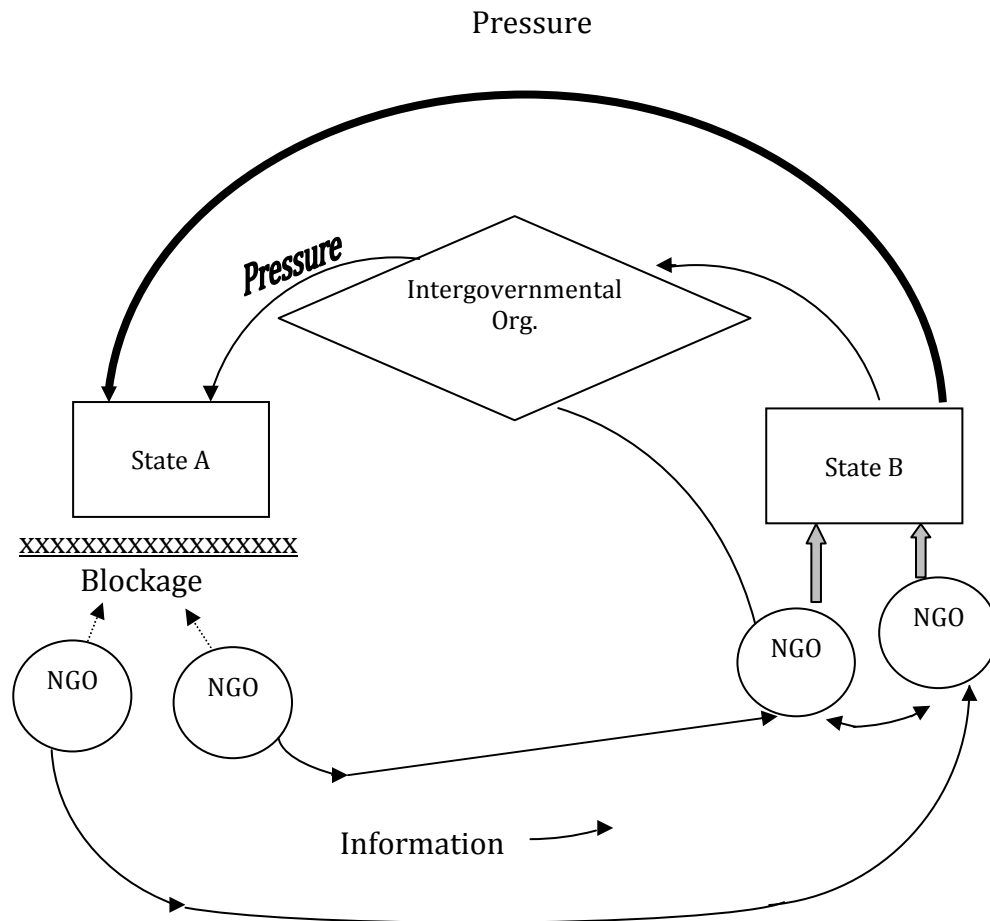 Pressure
Pressure
Intergovernmental
Org.
State A
State B
XXXXXXXXXXXXXXXXXX
Blockage
NGO
NGO
NGO
NGO
Information